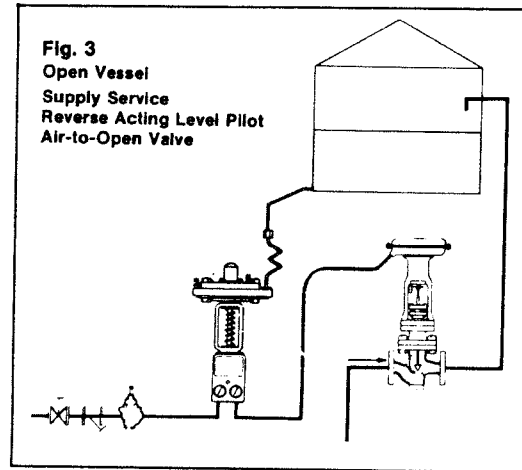 Fig. 3
Open Vessel
Supply Service
Reverse Acting Level Pilot
Air-to-Open Valve